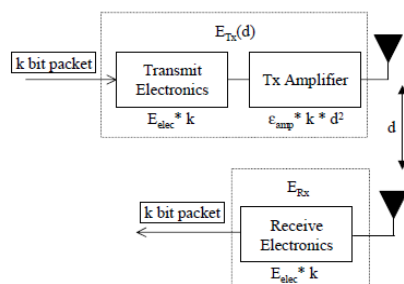 E_Tx(d)
k bit packet
Transmit
Electronics
Tx Amplifier
E_elec* k
ε_amp* k * d²
d
E_Rx
k bit packet
Receive
Electronics
E_elec* k